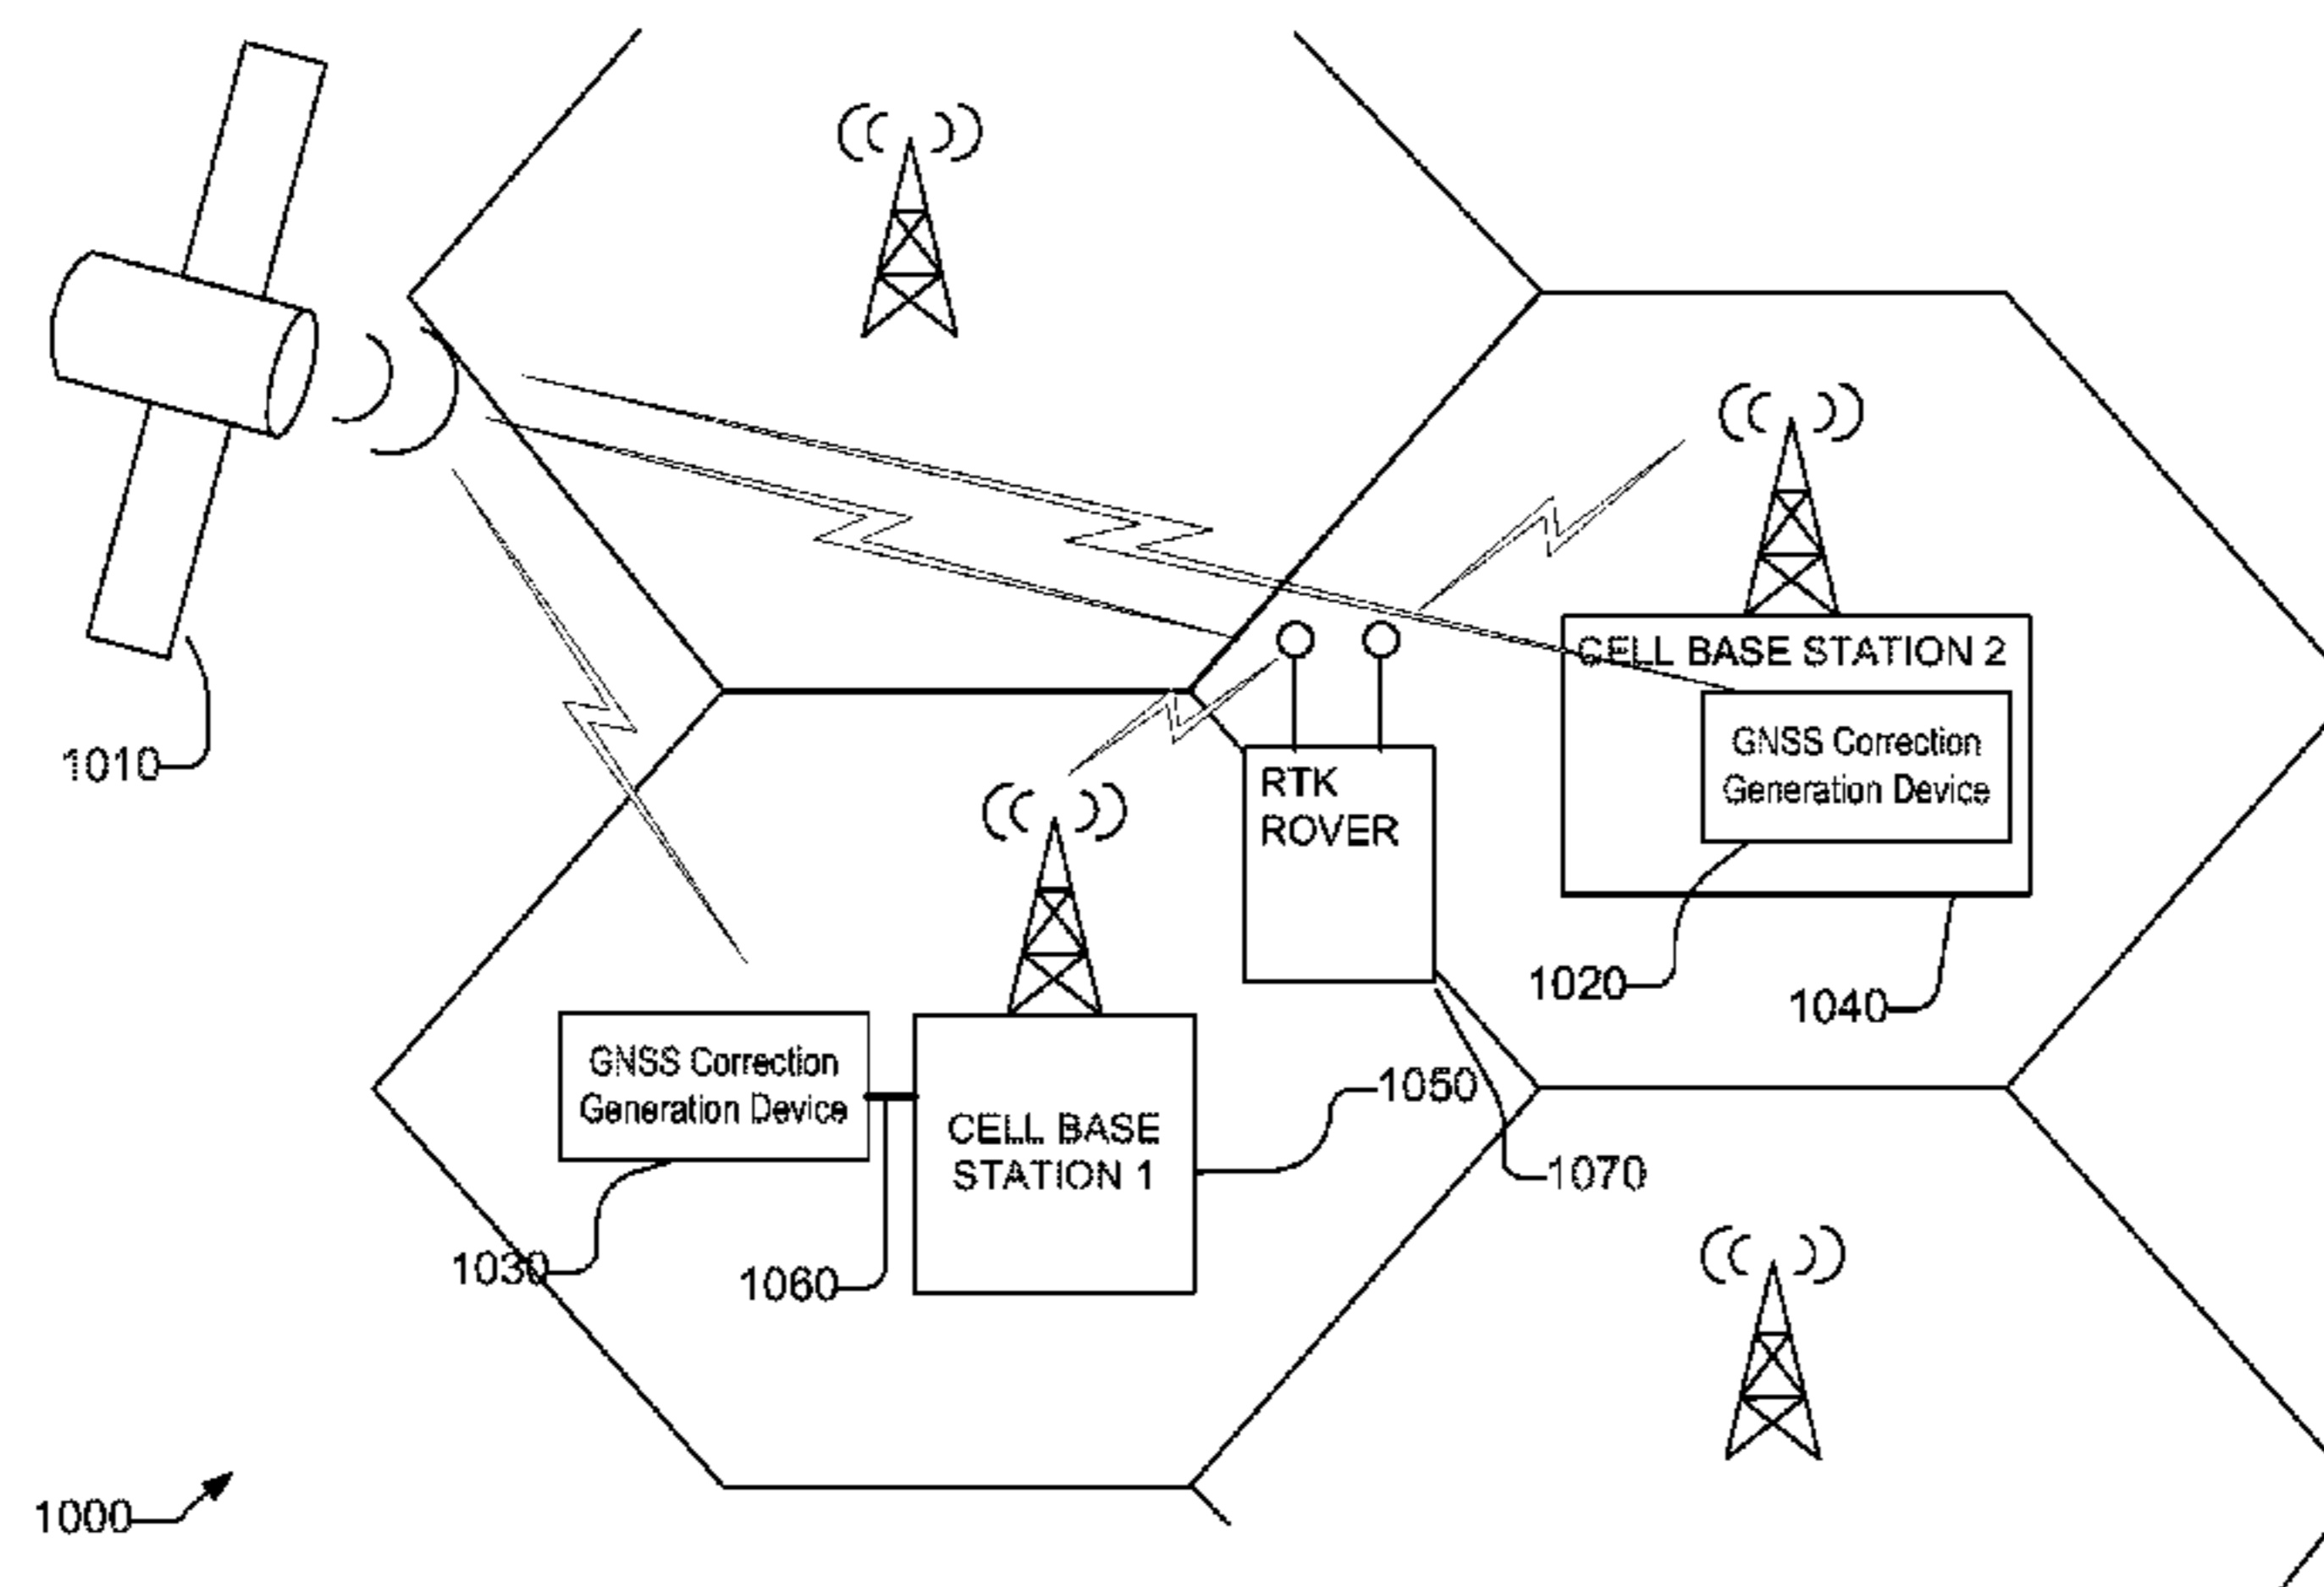 CELL BASE STATION 2
GNSS Correction
Generation Device
1010
RTK
ROVER
1020
1040
GNSS Correction
Generation Device
CELL BASE
STATION 1
1050
1070
1030
1060
1000